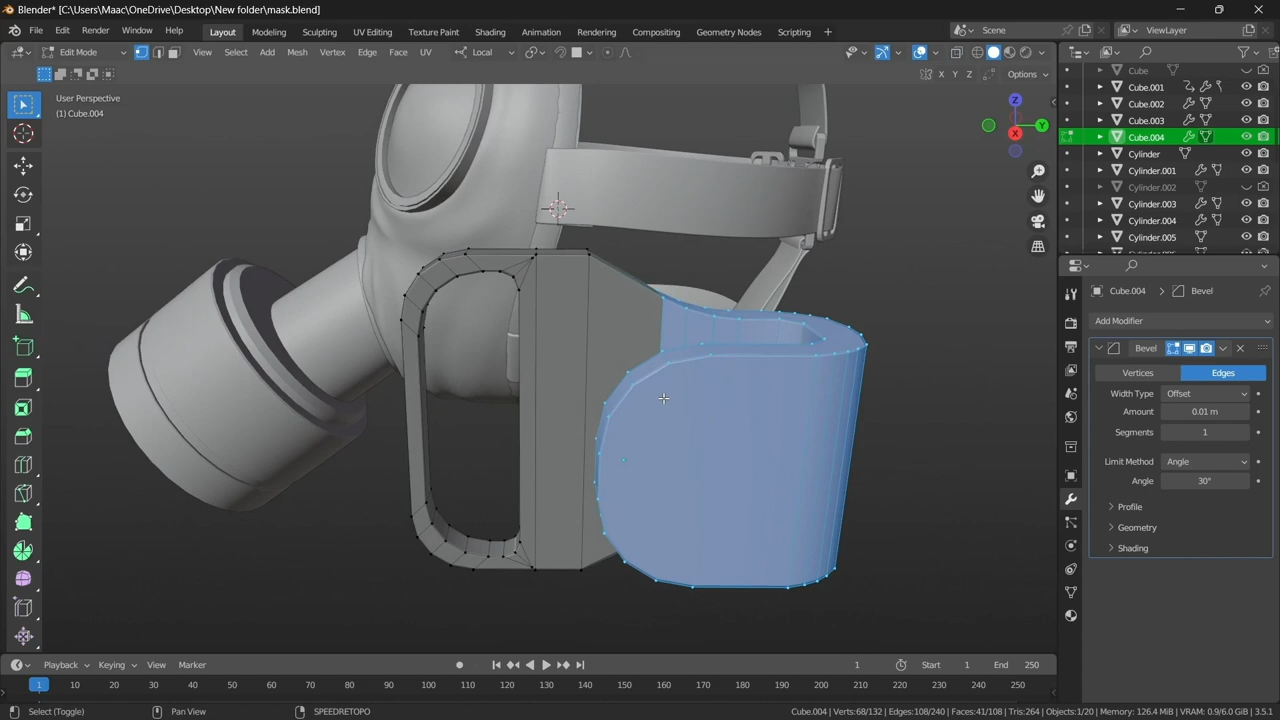 Blender* [C:\Users\Maac\OneDrive\Desktop\New folder\mask.blend]
File Edit Render Window Help Layout Modeling Sculpting UV Editing Texture Paint Shading Animation Rendering Compositing Geometry Nodes Scripting + Scene ViewLayer
Edit Mode View Select Add Mesh Vertex Edge Face UV Local
X Y Z Options
User Perspective
(1) Cube.004
Z
Y
X
Cube
Cube.001
Cube.002
Cube.003
Cube.004
Cylinder
Cylinder.001
Cylinder.002
Cylinder.003
Cylinder.004
Cylinder.005
Cube.004 > Bevel
Add Modifier
Bevel
Vertices Edges
Width Type Offset
Amount 0.01 m
Segments 1
Limit Method Angle
Angle 30°
Profile
Geometry
Shading
Playback Keying View Marker 1 Start 1 End 250
1 10 20 30 40 50 60 70 80 90 100 110 120 130 140 150 160 170 180 190 200 210 220 230 240 250
Select (Toggle) Pan View SPEEDRETOPO Cube.004 | Verts:68/132 | Edges:108/240 | Faces:41/108 | Tris:264 | Objects:1/20 | Memory: 126.4 MiB | VRAM: 0.9/6.0 GiB | 3.5.1